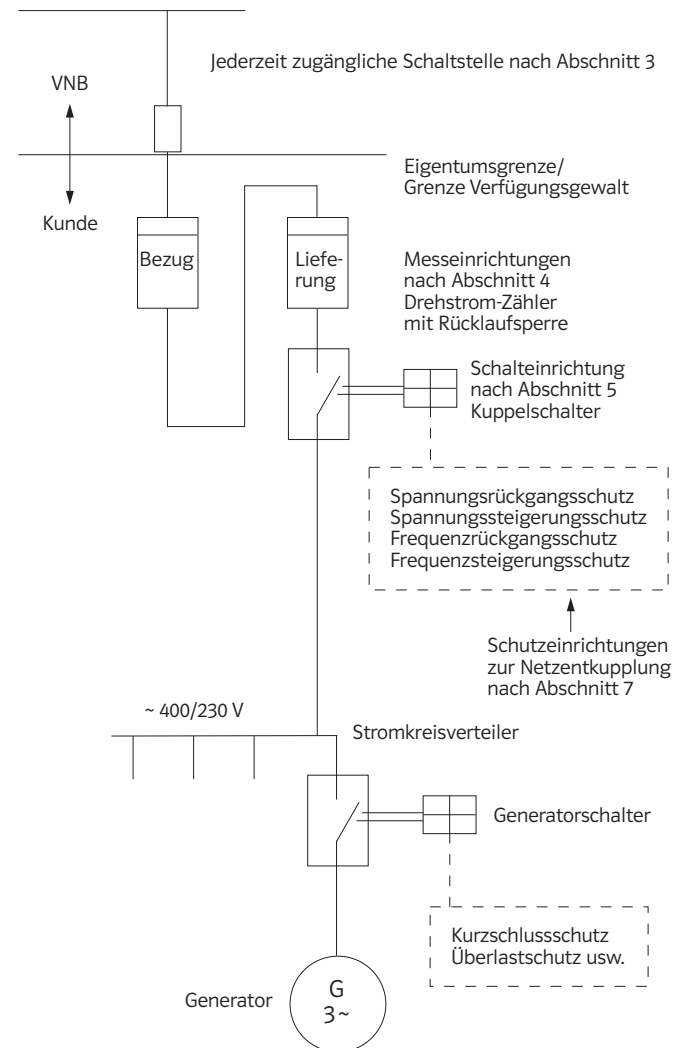 Jederzeit zugängliche Schaltstelle nach Abschnitt 3
VNB
Eigentumsgrenze/
Grenze Verfügungsgewalt
Kunde
Bezug
Liefe-
rung
Messeinrichtungen
nach Abschnitt 4
Drehstrom-Zähler
mit Rücklaufsperre
Schalteinrichtung
nach Abschnitt 5
Kuppelschalter
Spannungsrückgangsschutz
Spannungssteigerungsschutz
Frequenzrückgangsschutz
Frequenzsteigerungsschutz
Schutzeinrichtungen
zur Netzentkupplung
nach Abschnitt 7
~ 400/230 V
Stromkreisverteiler
Generatorschalter
Kurzschlussschutz
Überlastschutz usw.
Generator
G
3~